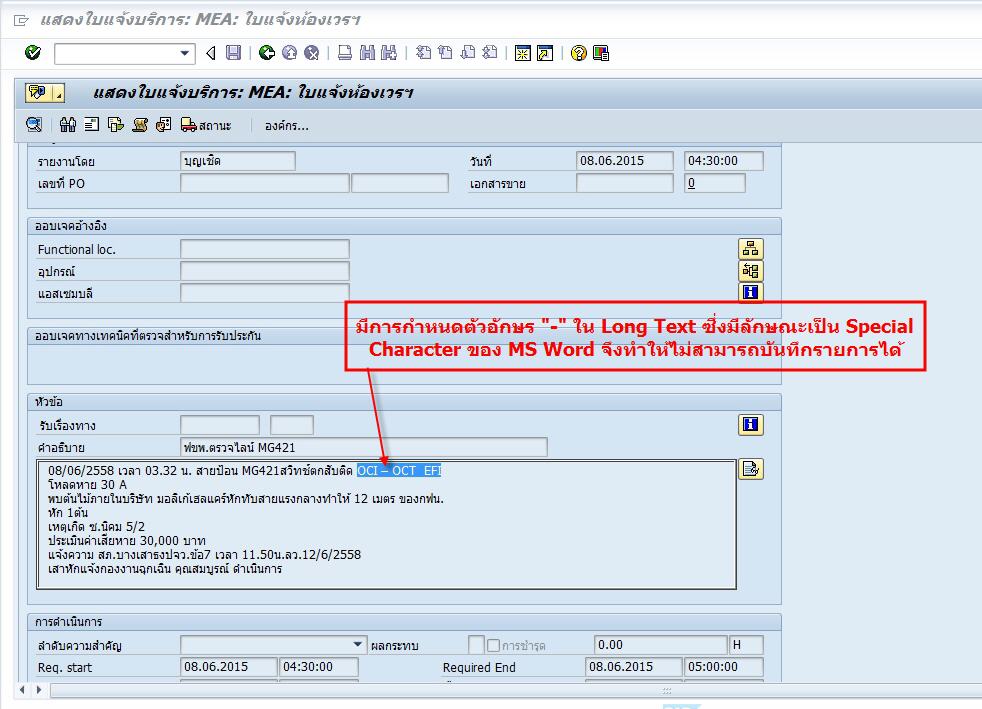 แสดงใบแจ้งบริการ: MEA: ใบแจ้งห้องเวรฯ
แสดงใบแจ้งบริการ: MEA: ใบแจ้งห้องเวรฯ
สถานะ องค์กร...
รายงานโดย บุญเชิด วันที่ 08.06.2015 04:30:00
เลขที่ PO เอกสารขาย 0
ออบเจคอ้างอิง
Functional loc.
อุปกรณ์
แอสเซมบลี
มีการกำหนดตัวอักษร "-" ใน Long Text ซึ่งมีลักษณะเป็น Special
Character ของ MS Word จึงทำให้ไม่สามารถบันทึกรายการได้
ออบเจคทางเทคนิคที่ตรวจสำหรับการรับประกัน
หัวข้อ
รับเรื่องทาง
คำอธิบาย ฟขพ.ตรวจไลน์ MG421
08/06/2558 เวลา 03.32 น. สายป้อน MG421สวิทซ์ตกสับติด OCI – OCT EFI
โหลดหาย 30 A
พบต้นไม้ภายในบริษัท มอลิเก้เฮลแคร์หักทับสายแรงกลางทำให้ 12 เมตร ของกฟน.
หัก 1ต้น
เหตุเกิด ซ.นิคม 5/2
ประเมินค่าเสียหาย 30,000 บาท
แจ้งความ สภ.บางเสาธงปจว.ข้อ7 เวลา 11.50น.ลว.12/6/2558
เสาหักแจ้งกองงานฉุกเฉิน คุณสมบูรณ์ ดำเนินการ
การดำเนินการ
ลำดับความสำคัญ ผลกระทบ การชำรุด 0.00 H
Req. start 08.06.2015 04:30:00 Required End 08.06.2015 05:00:00